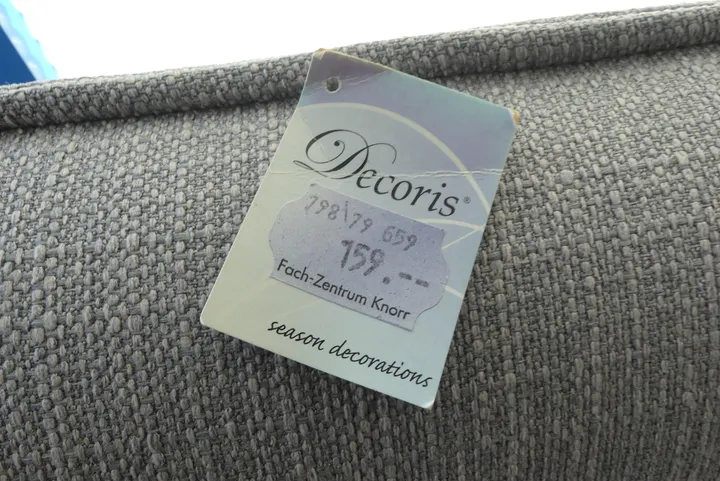 Decoris®
798\79 659
159.--
Fach-Zentrum Knorr
season decorations